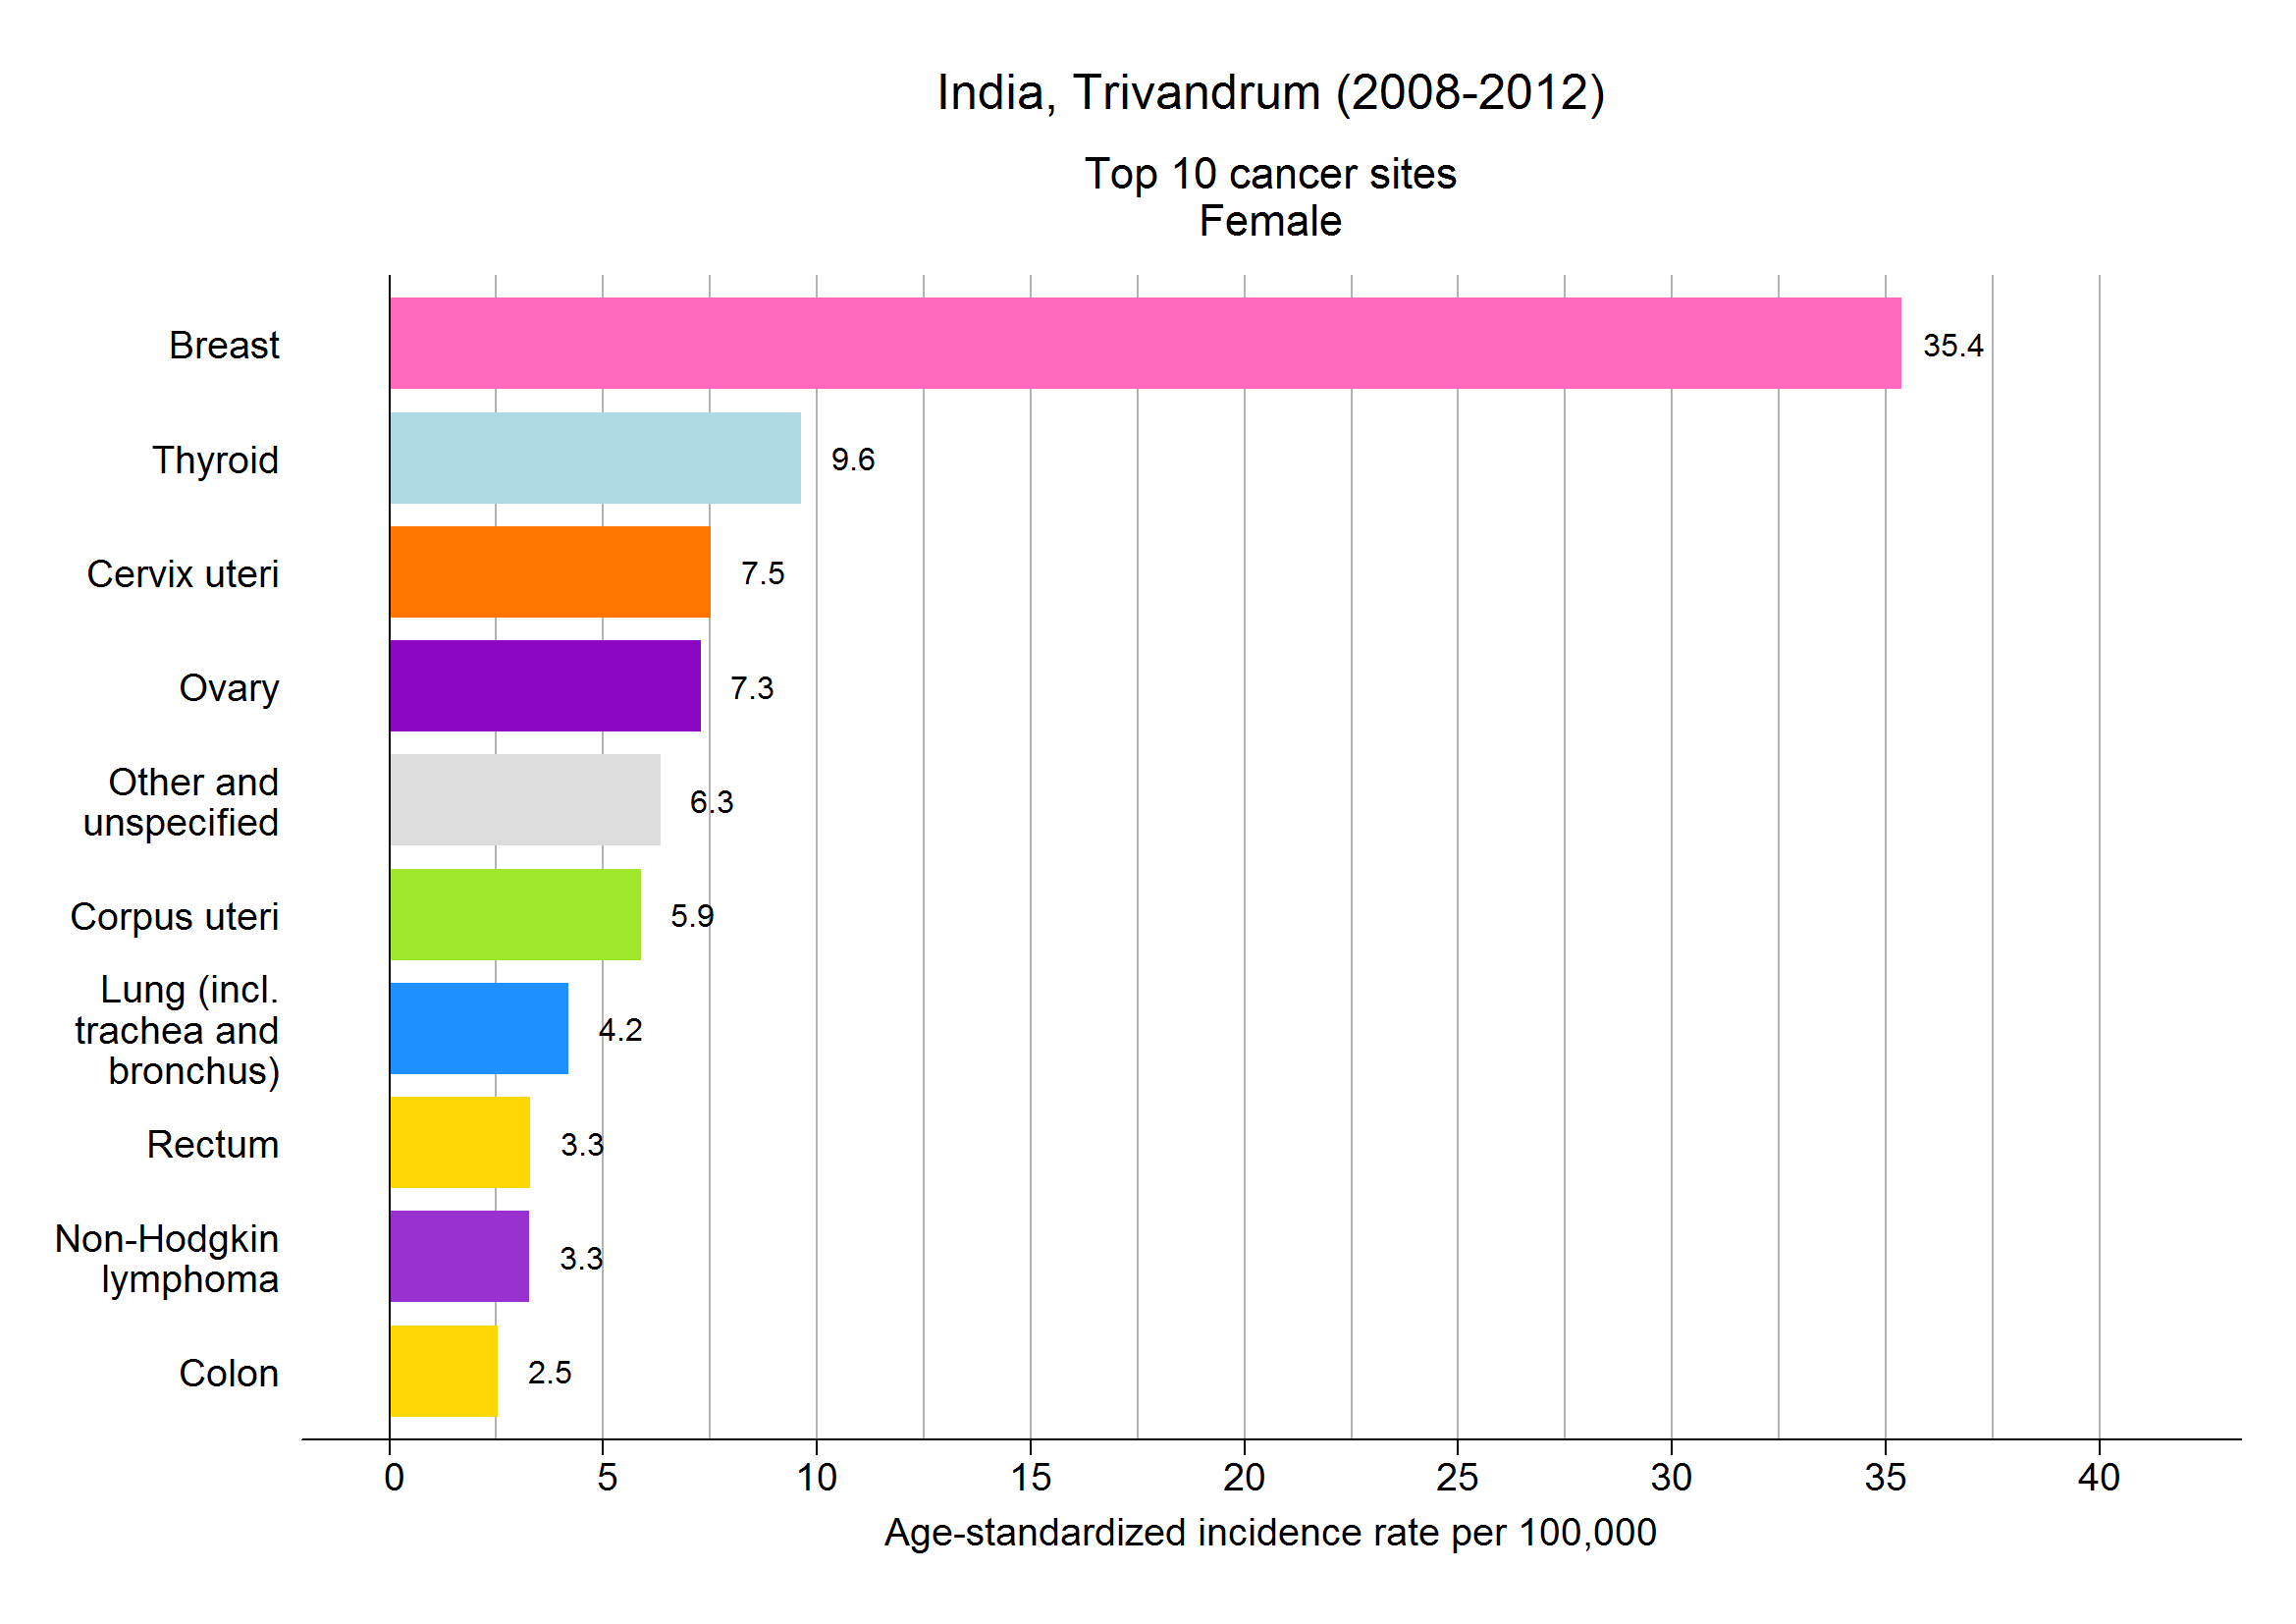 India, Trivandrum (2008-2012)
Top 10 cancer sites
Female
Breast
35.4
Thyroid
9.6
Cervix uteri
7.5
Ovary
7.3
Other and
unspecified
6.3
Corpus uteri
5.9
Lung (incl.
trachea and
bronchus)
4.2
Rectum
3.3
Non-Hodgkin
lymphoma
3.3
Colon
2.5
0 5 10 15 20 25 30 35 40
Age-standardized incidence rate per 100,000